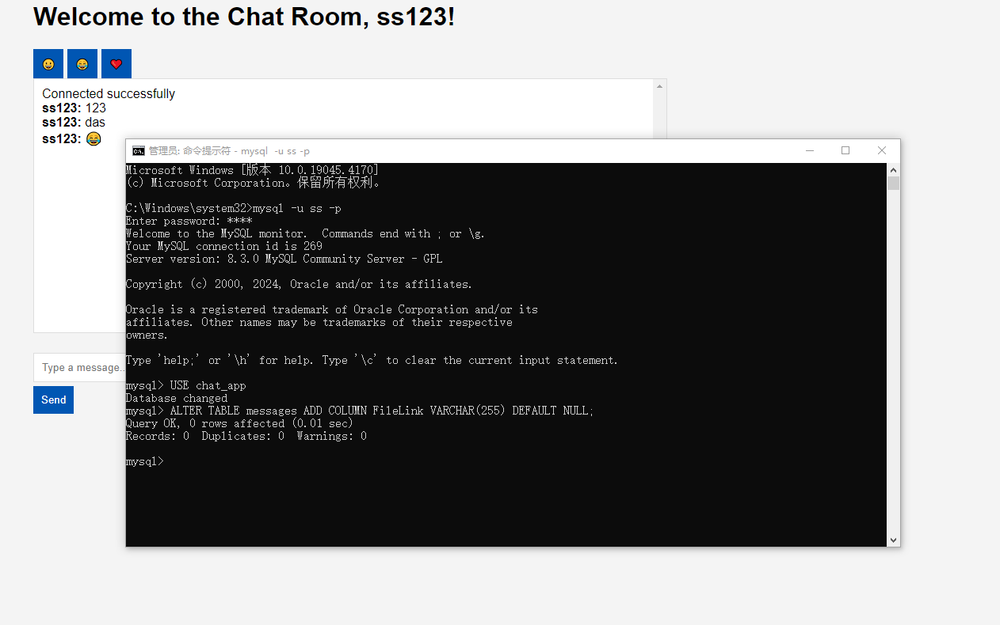 Welcome to the Chat Room, ss123!
Connected successfully
ss123: 123
ss123: das
ss123: 😂
Type a message..
Send
管理员: 命令提示符 - mysql  -u ss -p
Microsoft Windows [版本 10.0.19045.4170]
(c) Microsoft Corporation。保留所有权利。
C:\Windows\system32>mysql -u ss -p
Enter password: ****
Welcome to the MySQL monitor.  Commands end with ; or \g.
Your MySQL connection id is 269
Server version: 8.3.0 MySQL Community Server - GPL
Copyright (c) 2000, 2024, Oracle and/or its affiliates.
Oracle is a registered trademark of Oracle Corporation and/or its
affiliates. Other names may be trademarks of their respective
owners.
Type 'help;' or '\h' for help. Type '\c' to clear the current input statement.
mysql> USE chat_app
Database changed
mysql> ALTER TABLE messages ADD COLUMN FileLink VARCHAR(255) DEFAULT NULL;
Query OK, 0 rows affected (0.01 sec)
Records: 0  Duplicates: 0  Warnings: 0
mysql>